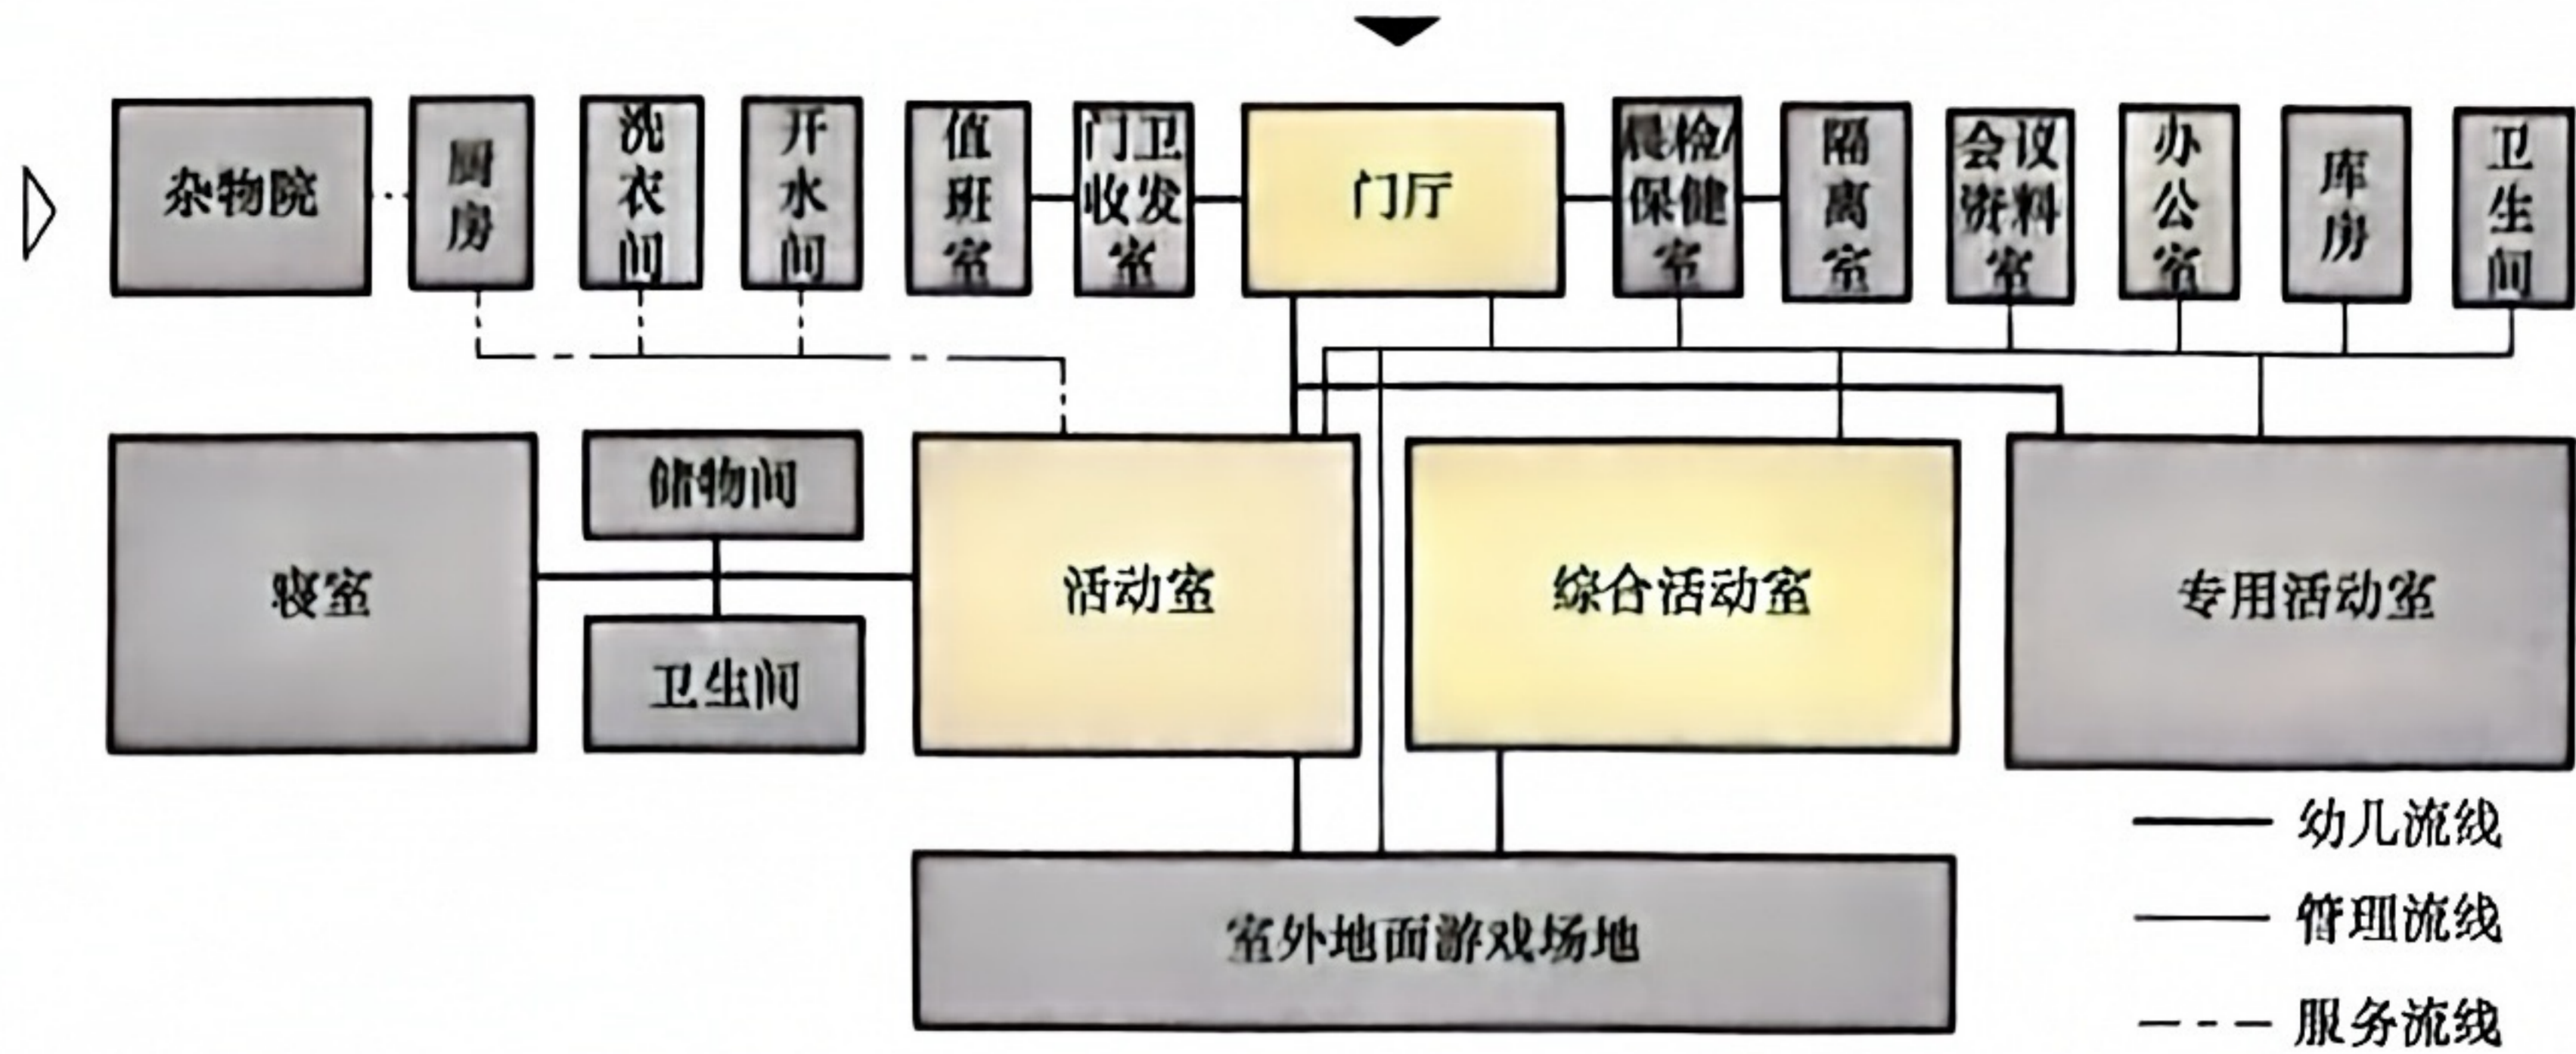 杂物院
厨房
洗衣间
开水间
值班室
门卫收发室
门厅
晨检/保健室
隔离室
会议资料室
办公室
库房
卫生间
寝室
储物间
卫生间
活动室
综合活动室
专用活动室
室外地面游戏场地
幼儿流线
管理流线
服务流线